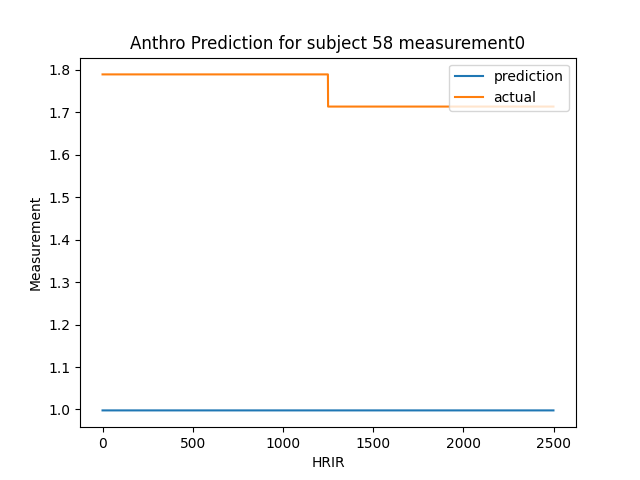 Anthro Prediction for subject 58 measurement0
prediction
actual
Measurement
1.8
1.7
1.6
1.5
1.4
1.3
1.2
1.1
1.0
0 500 1000 1500 2000 2500
HRIR